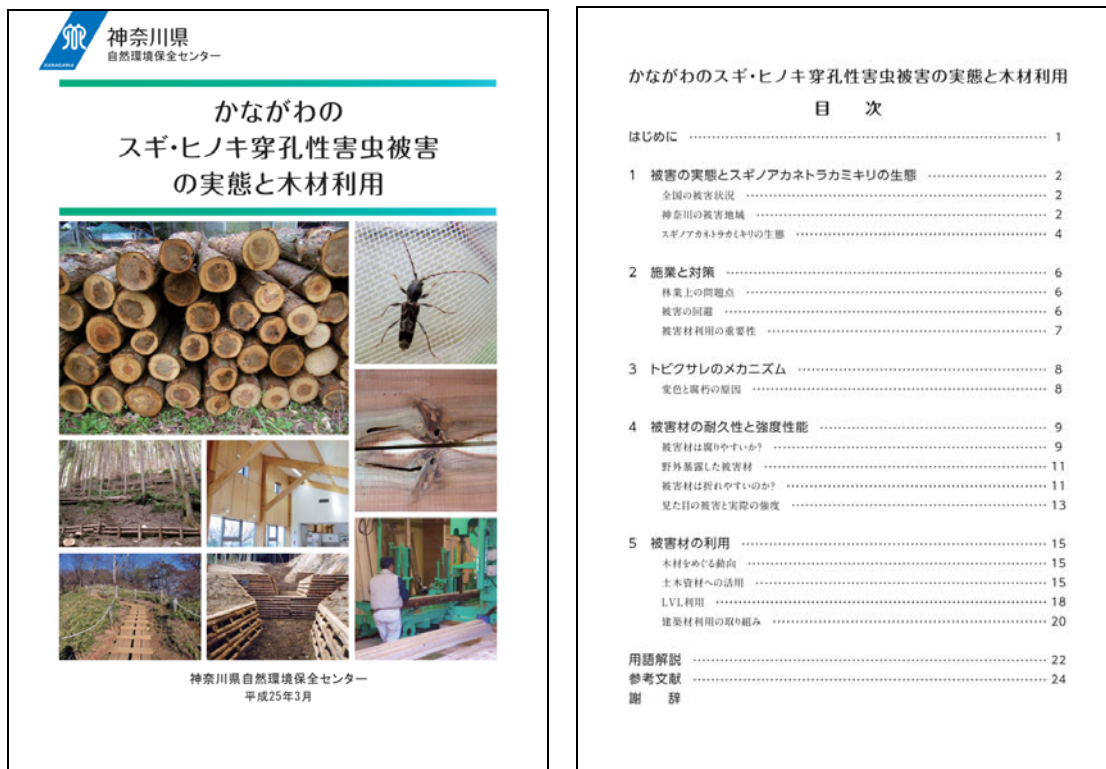 神奈川県
自然環境保全センター
KANAGAWA
かながわの
スギ・ヒノキ穿孔性害虫被害
の実態と木材利用
神奈川県自然環境保全センター
平成25年3月
かながわのスギ・ヒノキ穿孔性害虫被害の実態と木材利用
目　次
はじめに ………… 1
1 被害の実態とスギノアカネトラカミキリの生態 ………… 2
全国の被害状況 ………… 2
神奈川の被害地域 ………… 2
スギノアカネトラカミキリの生態 ………… 4
2 施業と対策 ………… 6
林業上の問題点 ………… 6
被害の回避 ………… 6
被害材利用の重要性 ………… 7
3 トビクサレのメカニズム ………… 8
変色と腐朽の原因 ………… 8
4 被害材の耐久性と強度性能 ………… 9
被害材は腐りやすいか? ………… 9
野外暴露した被害材 ………… 11
被害材は折れやすいのか? ………… 11
見た目の被害と実際の強度 ………… 13
5 被害材の利用 ………… 15
木材をめぐる動向 ………… 15
土木資材への活用 ………… 15
LVL利用 ………… 18
建築材利用の取り組み ………… 20
用語解説 ………… 22
参考文献 ………… 24
謝　辞